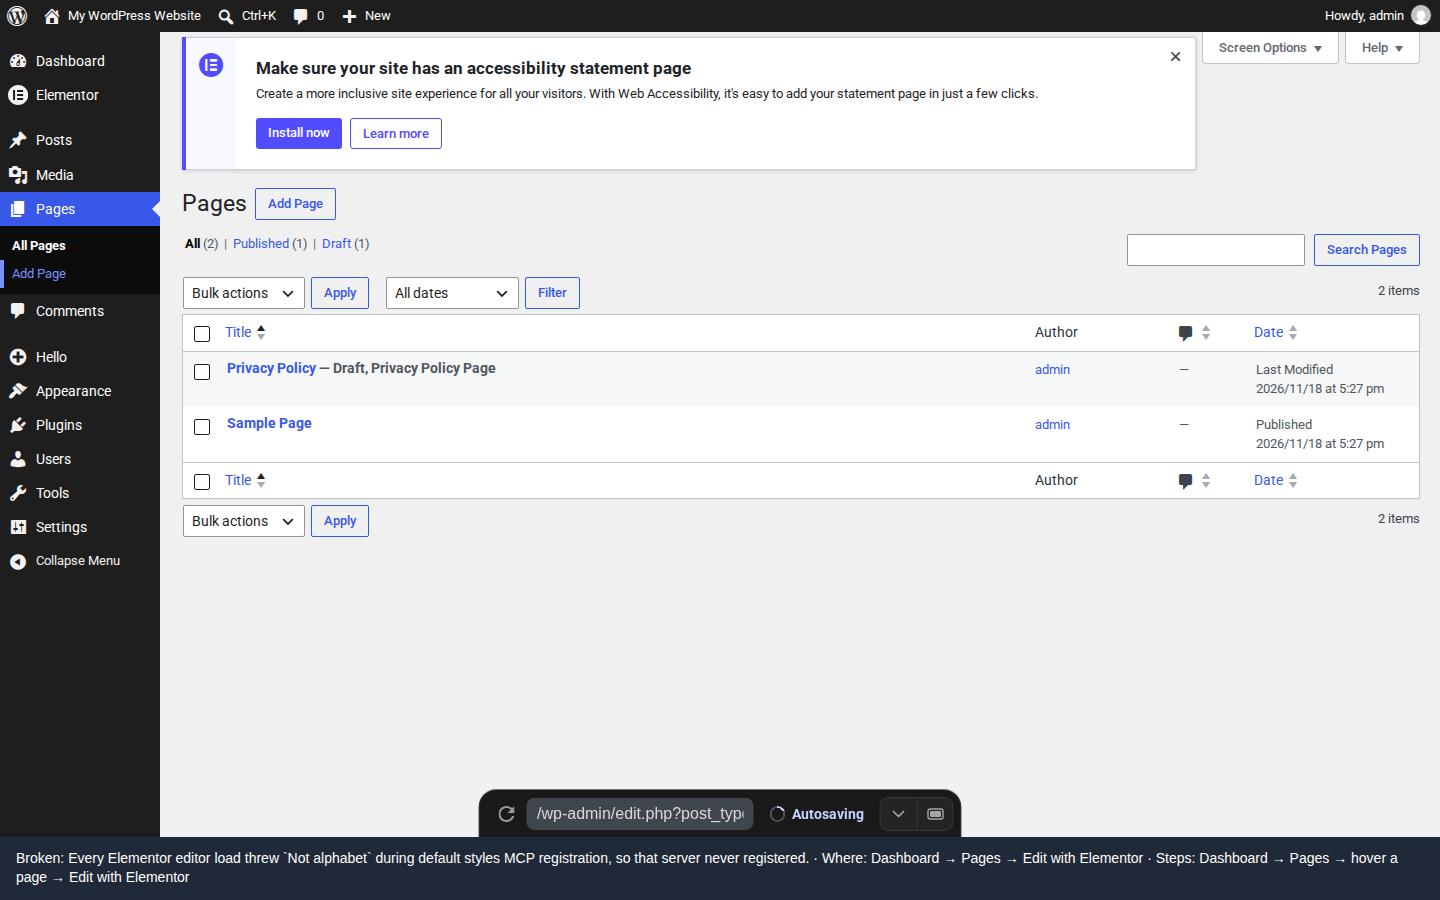 My WordPress Website Ctrl+K 0 New Howdy, admin
Dashboard
Elementor
Posts
Media
Pages
All Pages
Add Page
Comments
Hello
Appearance
Plugins
Users
Tools
Settings
Collapse Menu
Screen Options Help
Make sure your site has an accessibility statement page
Create a more inclusive site experience for all your visitors. With Web Accessibility, it's easy to add your statement page in just a few clicks.
Install now Learn more
Pages Add Page
All (2) | Published (1) | Draft (1)
Search Pages
Bulk actions Apply All dates Filter 2 items
Title Author Date
Privacy Policy — Draft, Privacy Policy Page admin — Last Modified
2026/11/18 at 5:27 pm
Sample Page admin — Published
2026/11/18 at 5:27 pm
Title Author Date
Bulk actions Apply 2 items
/wp-admin/edit.php?post_type Autosaving
Broken: Every Elementor editor load threw `Not alphabet` during default styles MCP registration, so that server never registered. · Where: Dashboard → Pages → Edit with Elementor · Steps: Dashboard → Pages → hover a
page → Edit with Elementor